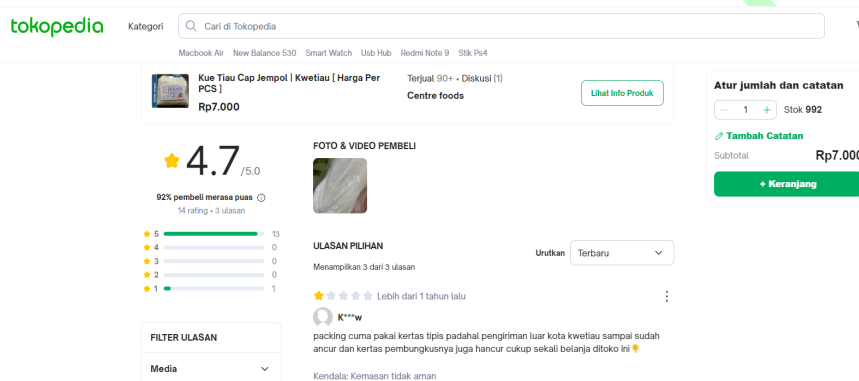 tokopedia
Kategori
Cari di Tokopedia
Macbook Air New Balance 530 Smart Watch Usb Hub Redmi Note 9 Stik Ps4
Kue Tiau Cap Jempol | Kwetiau [ Harga Per
PCS ]
Rp7.000
Terjual 90+ • Diskusi (1)
Centre foods
Lihat Info Produk
Atur jumlah dan catatan
1 + Stok 992
Tambah Catatan
Subtotal Rp7.000
+ Keranjang
4.7 /5.0
92% pembeli merasa puas
14 rating • 3 ulasan
5 13
4 0
3 0
2 0
1 1
FOTO & VIDEO PEMBELI
ULASAN PILIHAN
Menampilkan 3 dari 3 ulasan
Urutkan Terbaru
Lebih dari 1 tahun lalu
K***w
packing cuma pakai kertas tipis padahal pengiriman luar kota kwetiau sampai sudah
ancur dan kertas pembungkusnya juga hancur cukup sekali belanja ditoko ini👎
Kendala: Kemasan tidak aman
FILTER ULASAN
Media